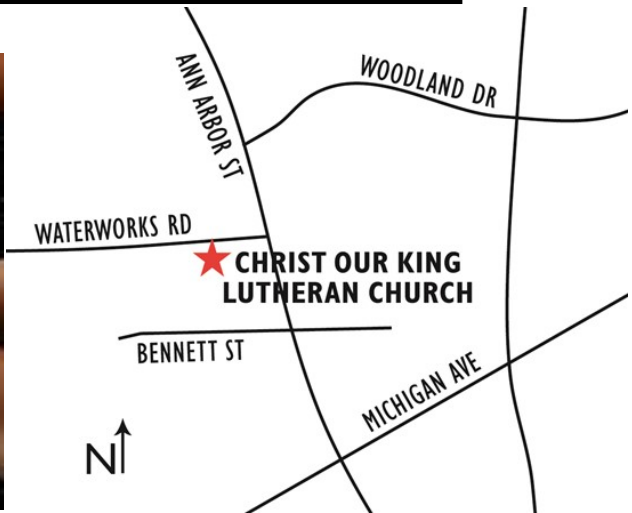 ANN ARBOR ST
WOODLAND DR
WATERWORKS RD
CHRIST OUR KING
LUTHERAN CHURCH
BENNETT ST
MICHIGAN AVE
N